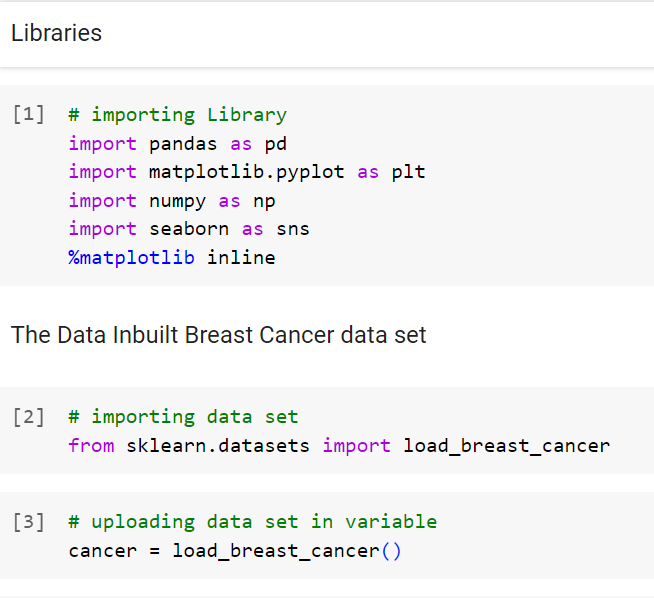 Libraries
[1] # importing Library
import pandas as pd
import matplotlib.pyplot as plt
import numpy as np
import seaborn as sns
%matplotlib inline
The Data Inbuilt Breast Cancer data set
[2] # importing data set
from sklearn.datasets import load_breast_cancer
[3] # uploading data set in variable
cancer = load_breast_cancer()